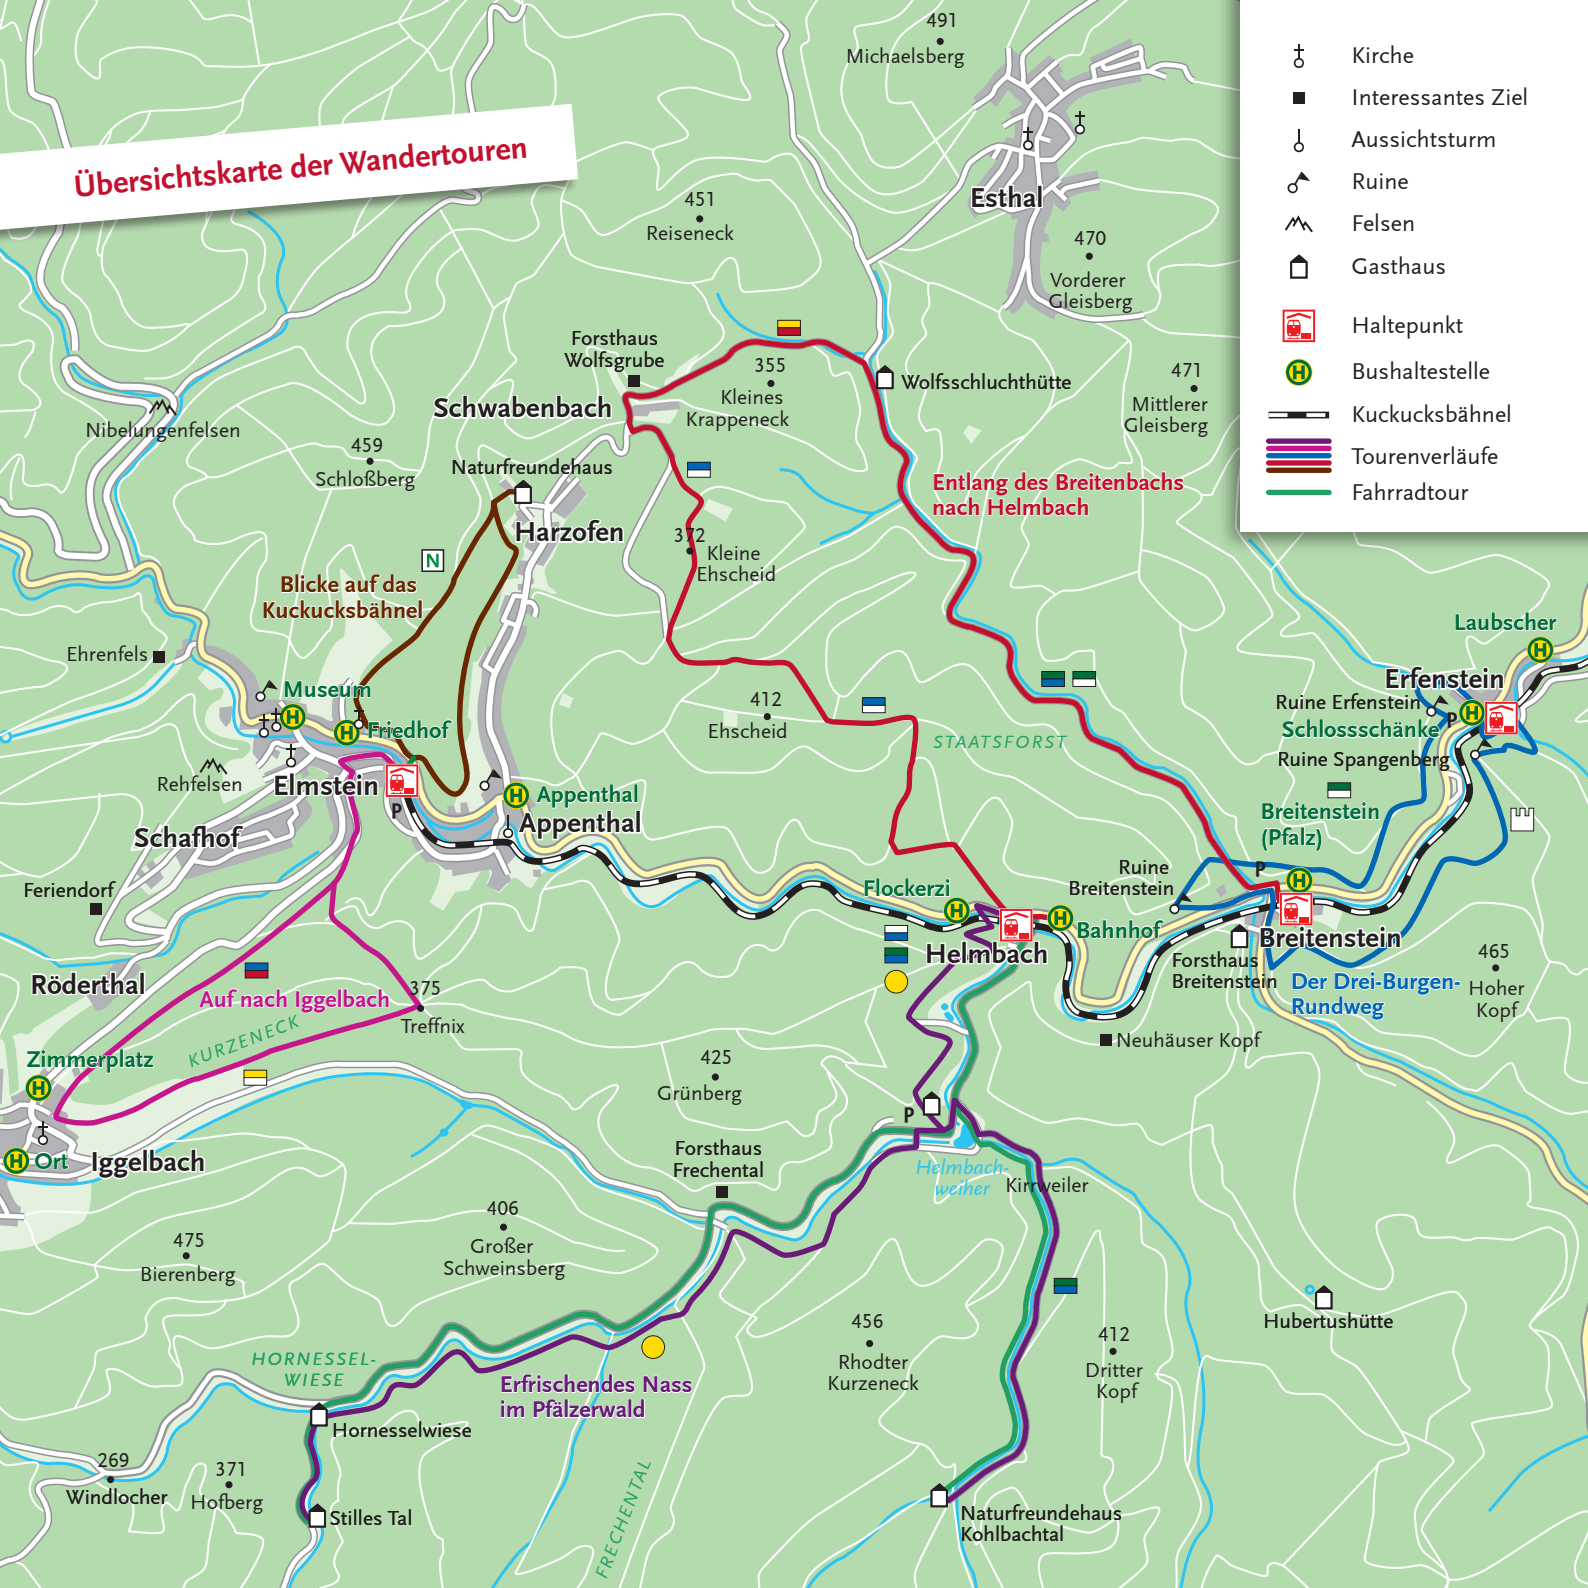 Übersichtskarte der Wandertouren
Kirche
Interessantes Ziel
Aussichtsturm
Ruine
Felsen
Gasthaus
Haltepunkt
H
Bushaltestelle
Kuckucksbähnel
Tourenverläufe
Fahrradtour
491
Michaelsberg
Esthal
451
Reiseneck
470
Vorderer
Gleisberg
Forsthaus
Wolfsgrube
355
Kleines
Krappeneck
Wolfsschluchthütte
471
Mittlerer
Gleisberg
Schwabenbach
Nibelungenfelsen
459
Schloßberg
Naturfreundehaus
Harzofen
Entlang des Breitenbachs
nach Helmbach
372
Kleine
Ehscheid
N
Blicke auf das
Kuckucksbähnel
Ehrenfels
Museum
H
H
Friedhof
Rehfelsen
Elmstein
P
H
Appenthal
Appenthal
Schafhof
Feriendorf
412
Ehscheid
STAATSFORST
Laubscher
H
Erfenstein
Ruine Erfenstein
H
P
Schlossschänke
Ruine Spangenberg
Breitenstein
(Pfalz)
Ruine
Breitenstein
P
H
Flockerzi
H
H
Bahnhof
Helmbach
Breitenstein
Forsthaus
Breitenstein
Der Drei-Burgen-
Rundweg
465
Hoher
Kopf
Röderthal
Auf nach Iggelbach
375
Treffnix
KURZENECK
Neuhäuser Kopf
Zimmerplatz
H
H
Ort
Iggelbach
425
Grünberg
P
Forsthaus
Frechental
Helmbach-
weiher
Kirrweiler
406
Großer
Schweinsberg
475
Bierenberg
Hubertushütte
456
Rhodter
Kurzeneck
412
Dritter
Kopf
HORNESSEL-
WIESE
Erfrischendes Nass
im Pfälzerwald
Hornesselwiese
269
Windlocher
371
Hofberg
Stilles Tal
FRECHENTAL
Naturfreundehaus
Kohlbachtal